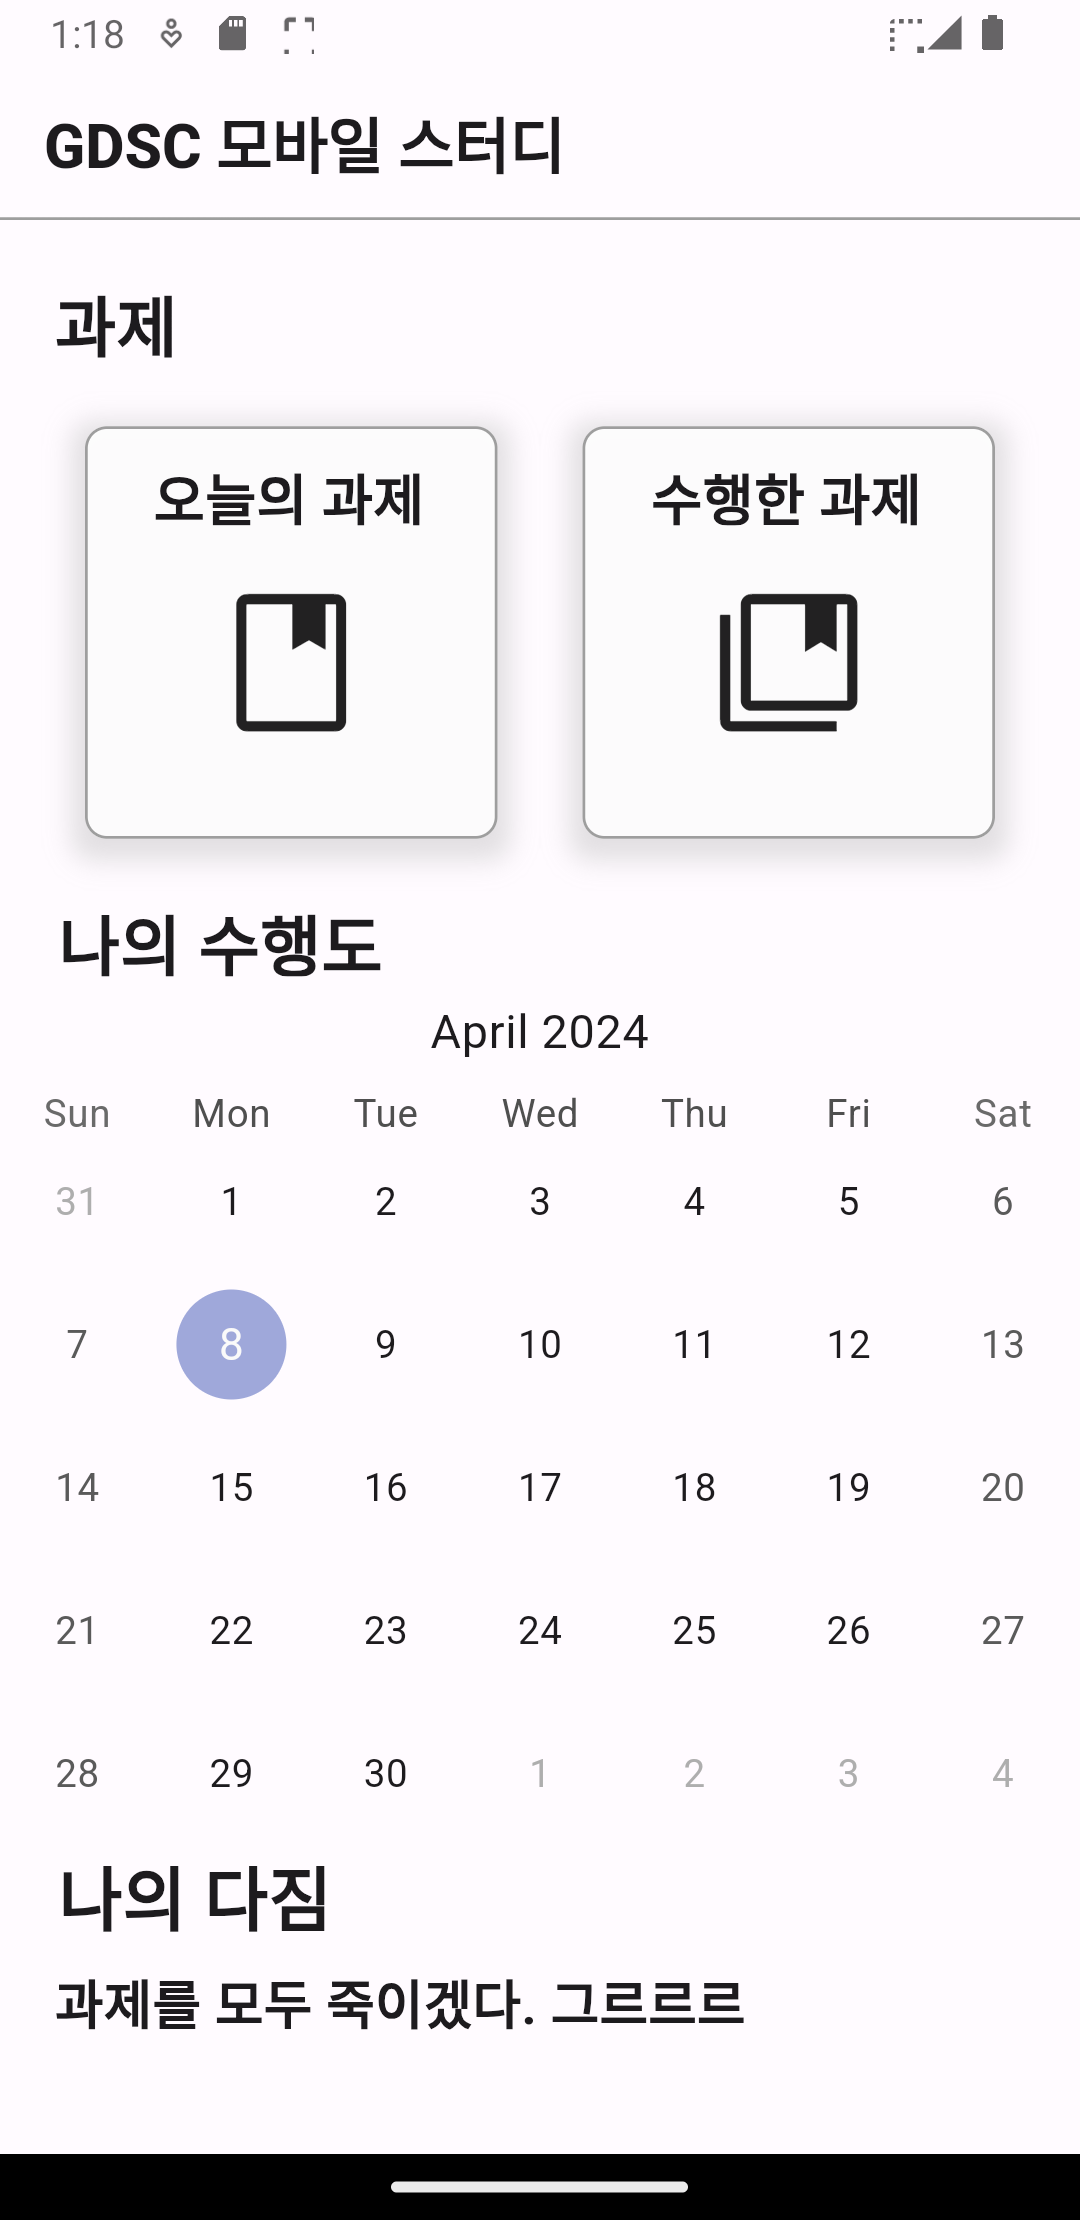 1:18
GDSC 모바일 스터디
과제
오늘의 과제 수행한 과제
나의 수행도
April 2024
Sun Mon Tue Wed Thu Fri Sat
31 1 2 3 4 5 6
7 8 9 10 11 12 13
14 15 16 17 18 19 20
21 22 23 24 25 26 27
28 29 30 1 2 3 4
나의 다짐
과제를 모두 죽이겠다. 그르르르